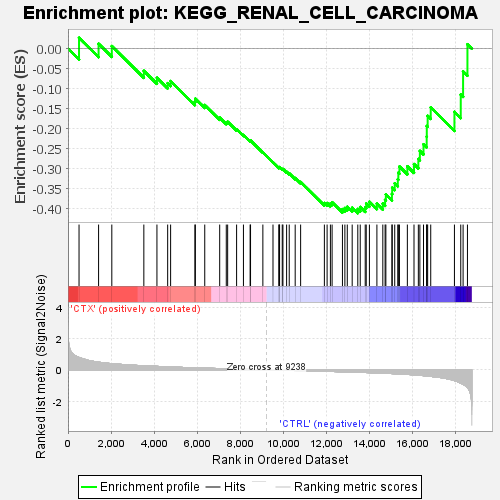 Enrichment plot: KEGG_RENAL_CELL_CARCINOMA
Enrichment score (ES)
0.00
-0.05
-0.10
-0.15
-0.20
-0.25
-0.30
-0.35
-0.40
'CTX' (positively correlated)
Ranked list metric (Signal2Noise)
4
2
0
-2
Zero cross at 9238
'CTRL' (negatively correlated)
0 2,000 4,000 6,000 8,000 10,000 12,000 14,000 16,000 18,000
Rank in Ordered Dataset
Enrichment profile Hits Ranking metric scores